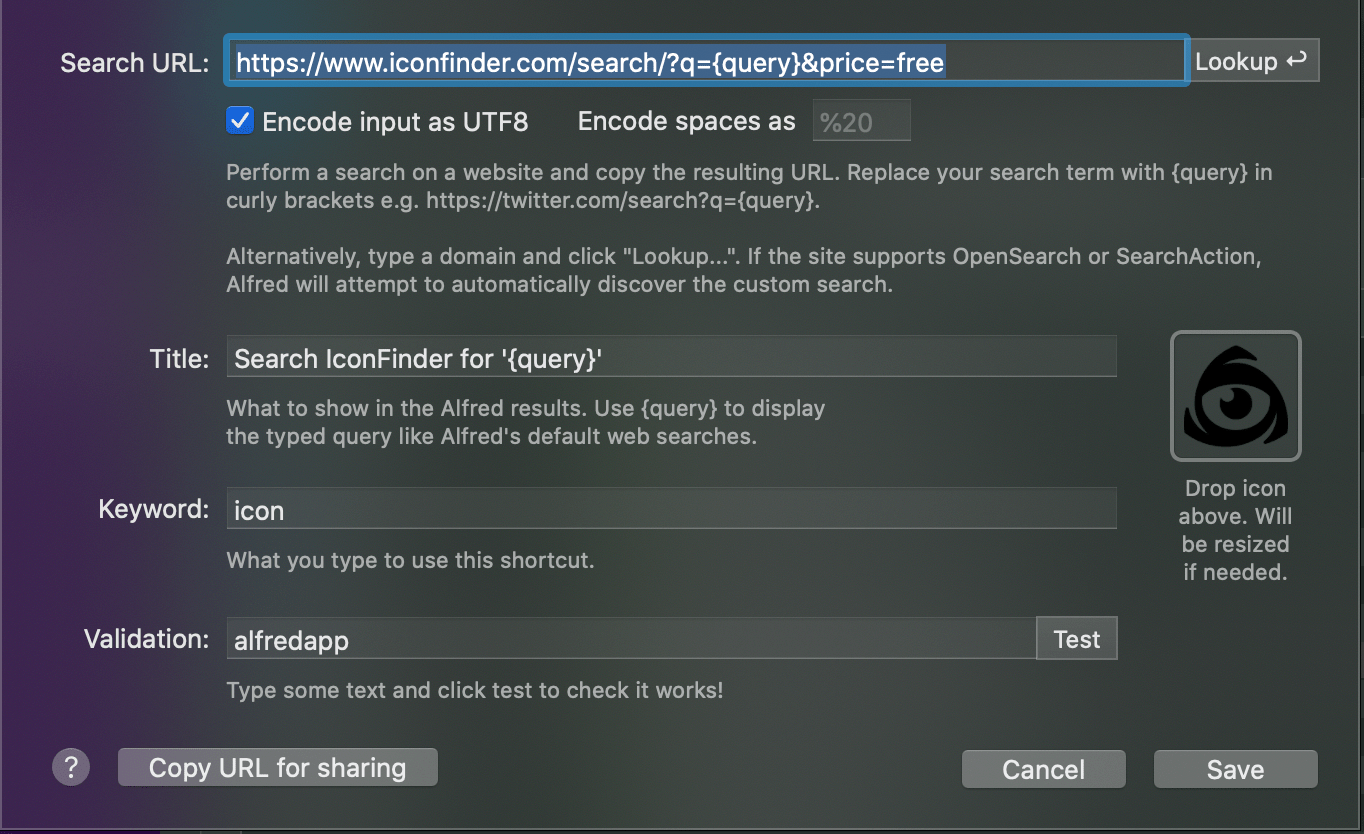 Search URL: https://www.iconfinder.com/search/?q={query}&price=free Lookup ↩
Encode input as UTF8 Encode spaces as %20
Perform a search on a website and copy the resulting URL. Replace your search term with {query} in
curly brackets e.g. https://twitter.com/search?q={query}.
Alternatively, type a domain and click "Lookup...". If the site supports OpenSearch or SearchAction,
Alfred will attempt to automatically discover the custom search.
Title: Search IconFinder for '{query}'
What to show in the Alfred results. Use {query} to display
the typed query like Alfred's default web searches.
Keyword: icon
What you type to use this shortcut.
Drop icon
above. Will
be resized
if needed.
Validation: alfredapp Test
Type some text and click test to check it works!
? Copy URL for sharing Cancel Save